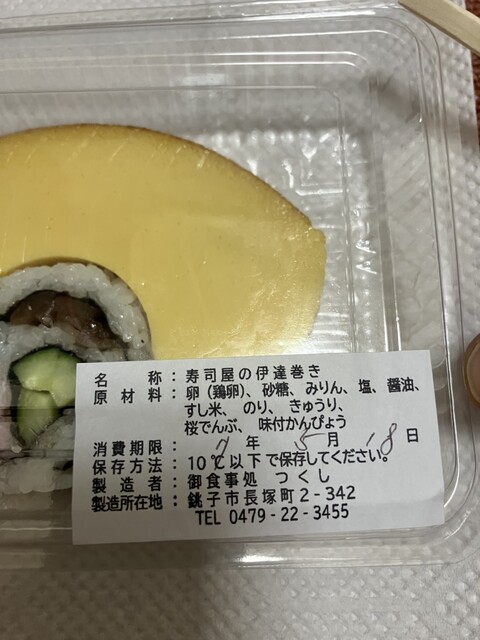 名称：寿司屋の伊達巻き
原材料：卵（鶏卵）、砂糖、みりん、塩、醤油、
すし米、のり、きゅうり、
桜でんぶ、味付かんぴょう
消費期限：7年5月18日
保存方法：10℃以下で保存してください。
製造者：御食事処 つくし
製造所在地：銚子市長塚町2-342
TEL 0479-22-3455